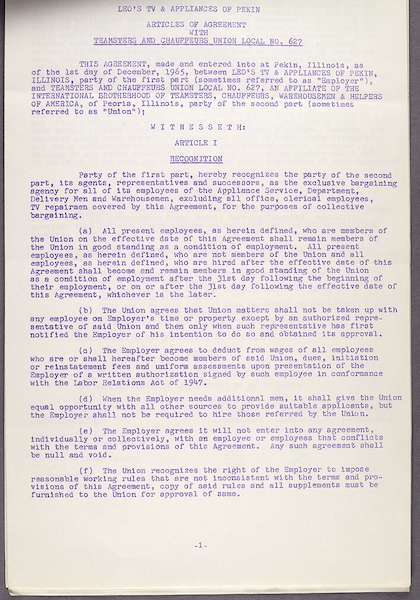 LEO'S TV & APPLIANCES OF PEKIN
ARTICLES OF AGREEMENT
WITH
TEAMSTERS AND CHAUFFEURS UNION LOCAL NO. 627
THIS AGREEMENT, made and entered into at Pekin, Illinois, as
of the 1st day of December, 1965, between LEO'S TV & APPLIANCES OF PEKIN,
ILLINOIS, party of the first part (sometimes referred to as "Employer"),
and TEAMSTERS AND CHAUFFEURS UNION LOCAL NO. 627, AN AFFILIATE OF THE
INTERNATIONAL BROTHERHOOD OF TEAMSTERS, CHAUFFEURS, WAREHOUSEMEN & HELPERS
OF AMERICA, of Peoria, Illinois, party of the second part (sometimes
referred to as "Union");
W I T N E S S E T H:
ARTICLE I
RECOGNITION
Party of the first part, hereby recognizes the party of the second
part, its agents, representatives and successors, as the exclusive bargaining
agency for all of its employees of the Appliance Service, Department,
Delivery Men and Warehousemen, excluding all office, clerical employees,
TV repairmen covered by this Agreement, for the purposes of collective
bargaining.
(a) All present employees, as herein defined, who are members of
the Union on the effective date of this Agreement shall remain members of
the Union in good standing as a condition of employment. All present
employees, as herein defined, who are not members of the Union and all
employees, as herein defined, who are hired after the effective date of this
Agreement shall become and remain members in good standing of the Union
as a condition of employment after the 31st day following the beginning of
their employment, or on or after the 31st day following the effective date of
this Agreement, whichever is the later.
(b) The Union agrees that Union matters shall not be taken up with
any employee on Employer's time or property except by an authorized repre-
sentative of said Union and then only when such representative has first
notified the Employer of his intention to do so and obtained its approval.
(c) The Employer agrees to deduct from wages of all employees
who are or shall hereafter become members of said Union, dues, initiation
or reinstatement fees and uniform assessments upon presentation of the
Employer of a written authorization signed by such employee in conformance
with the Labor Relations Act of 1947.
(d) When the Employer needs additional men, it shall give the Union
equal opportunity with all other sources to provide suitable applicants, but
the Employer shall not be required to hire those referred by the Union.
(e) The Employer agrees it will not enter into any agreement,
individually or collectively, with an employee or employees that conflicts
with the terms and provisions of this Agreement. Any such agreement shall
be null and void.
(f) The Union recognizes the right of the Employer to impose
reasonable working rules that are not inconsistent with the terms and pro-
visions of this Agreement, copy of said rules and all supplements must be
furnished to the Union for approval of same.
-1-